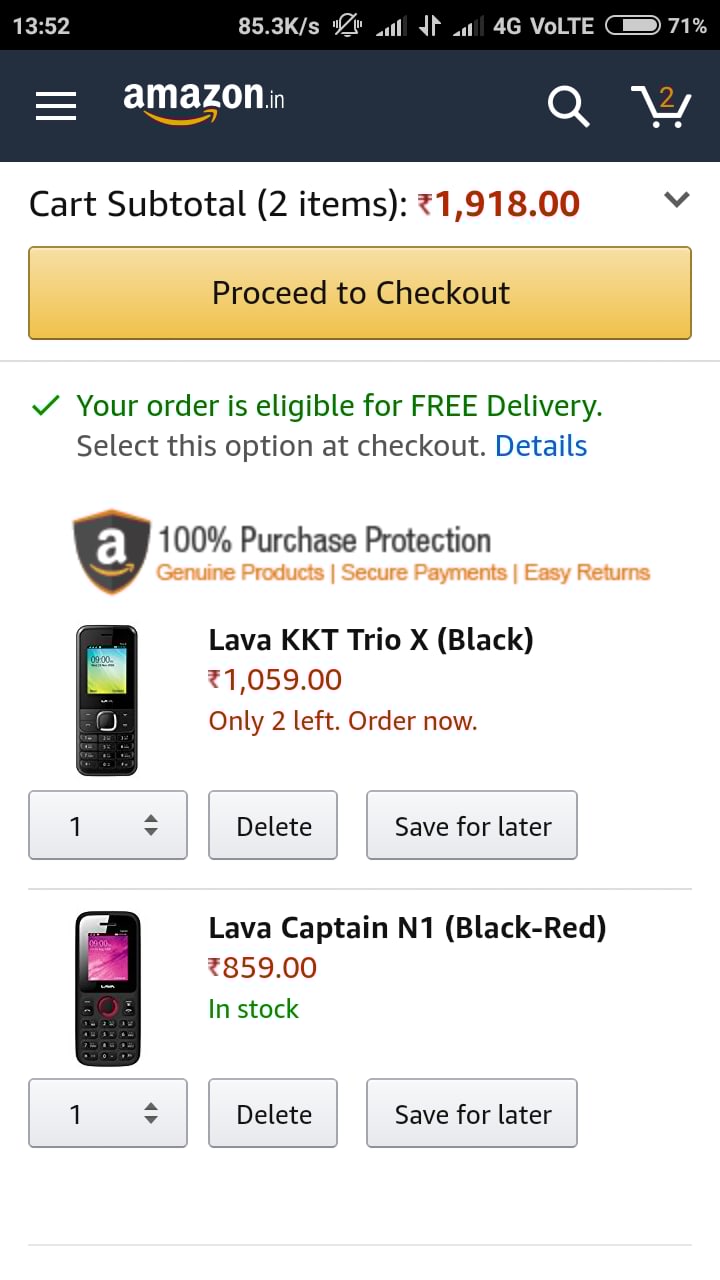 13:52 85.3K/s 4G VoLTE 71%
amazon.in 2
Cart Subtotal (2 items): ₹1,918.00
Proceed to Checkout
Your order is eligible for FREE Delivery.
Select this option at checkout. Details
a 100% Purchase Protection
Genuine Products | Secure Payments | Easy Returns
Lava KKT Trio X (Black)
₹1,059.00
Only 2 left. Order now.
1 Delete Save for later
Lava Captain N1 (Black-Red)
₹859.00
In stock
1 Delete Save for later